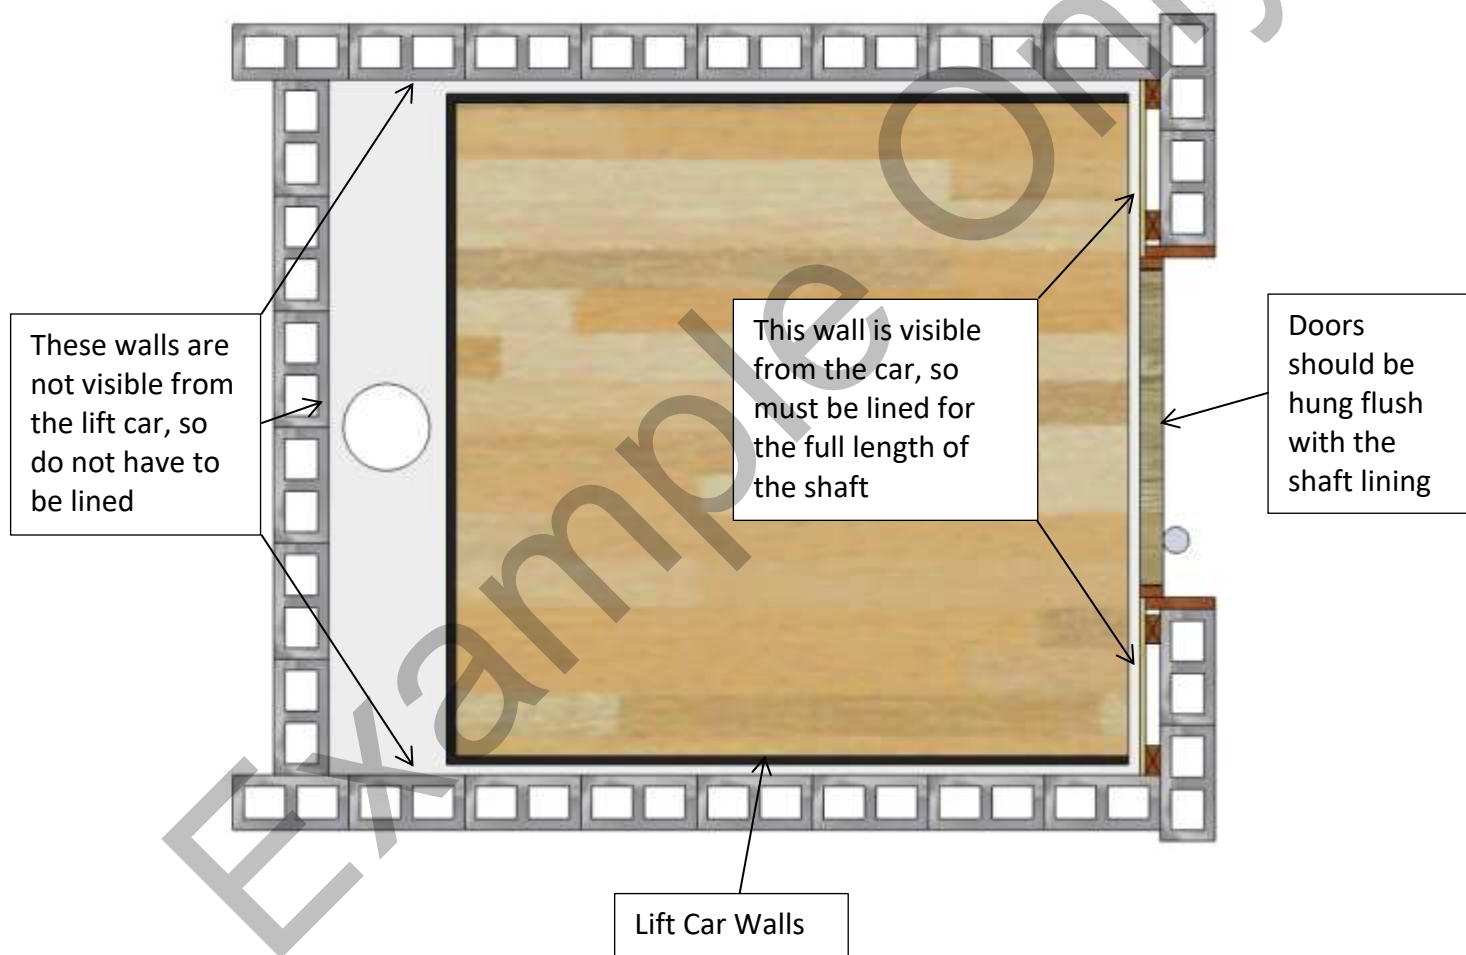 These walls are
not visible from
the lift car, so
do not have to
be lined
This wall is visible
from the car, so
must be lined for
the full length of
the shaft
Doors
should be
hung flush
with the
shaft lining
Lift Car Walls
Example Only